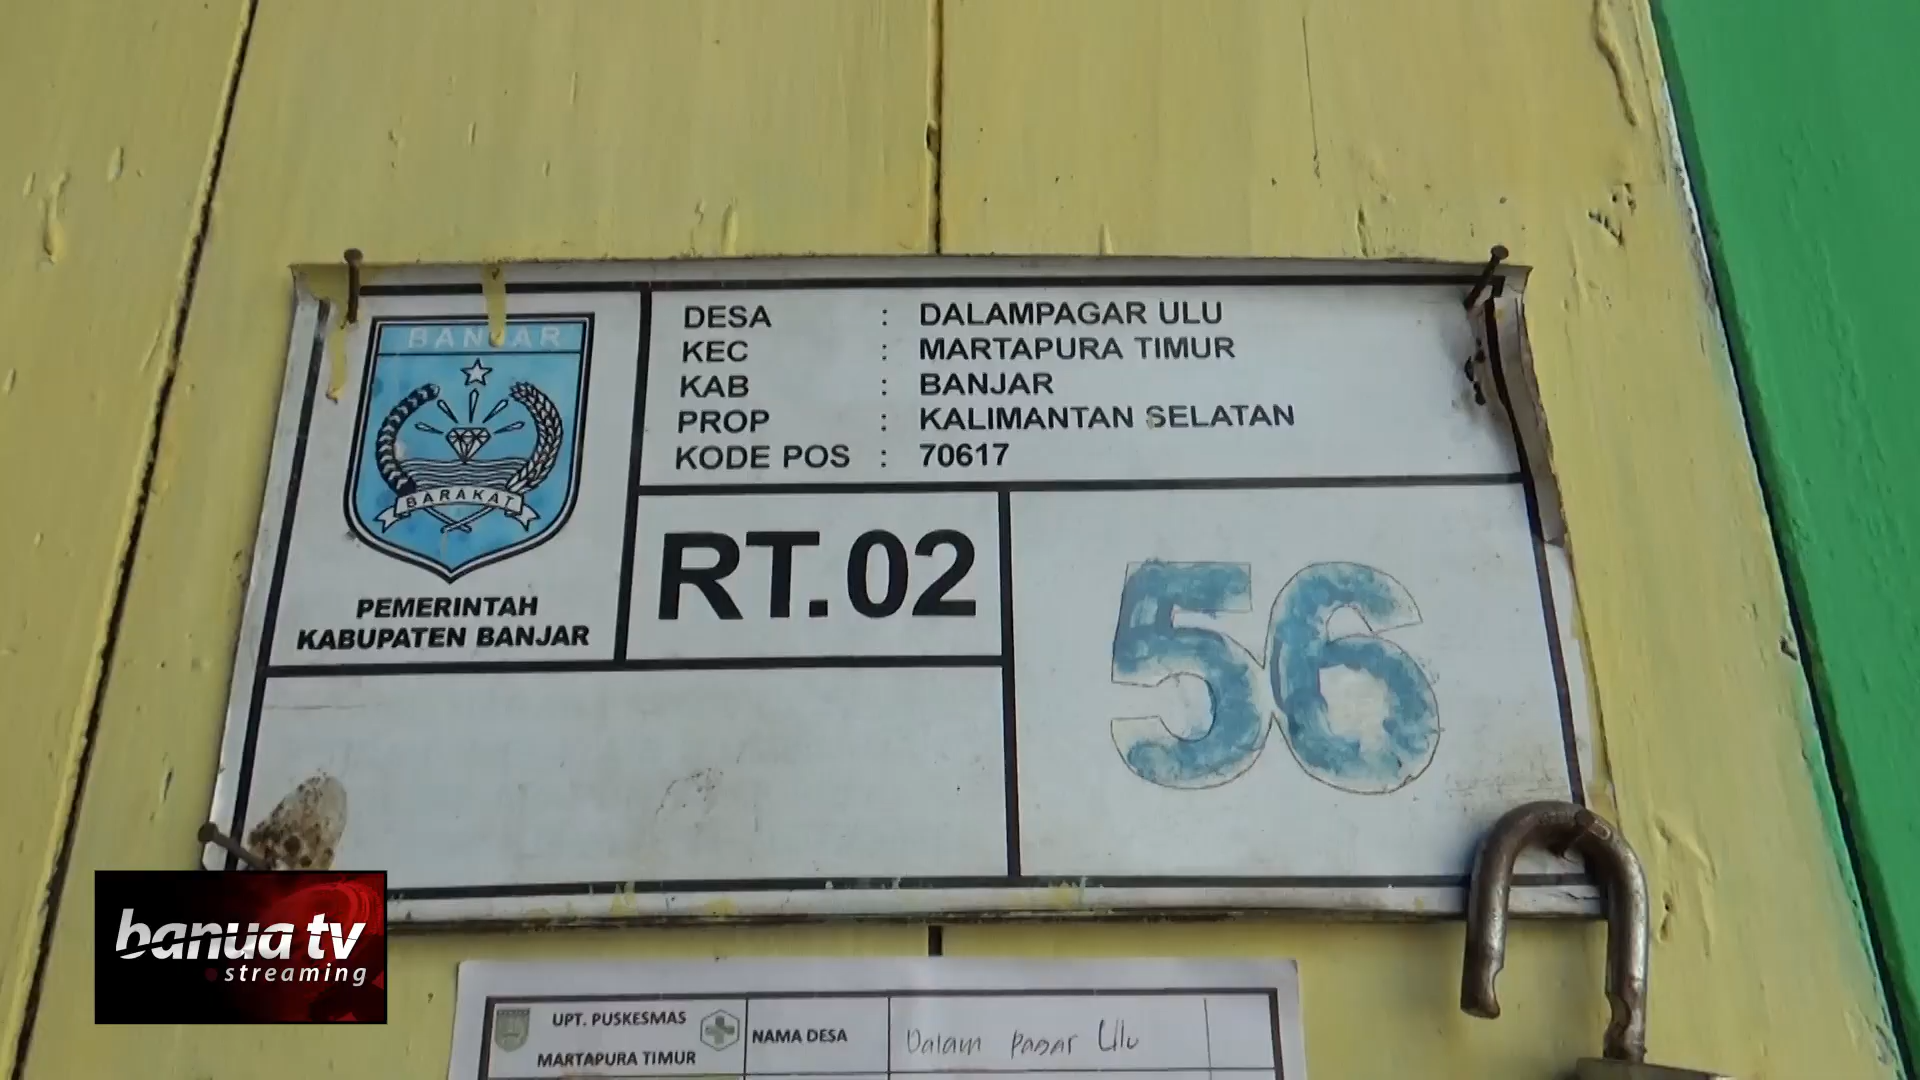 BANJAR
BARAKAT
PEMERINTAH
KABUPATEN BANJAR
DESA : DALAMPAGAR ULU
KEC : MARTAPURA TIMUR
KAB : BANJAR
PROP : KALIMANTAN SELATAN
KODE POS : 70617
RT.02
56
banua tv
streaming
UPT. PUSKESMAS
MARTAPURA TIMUR
NAMA DESA
Dalam Pagar Ulu